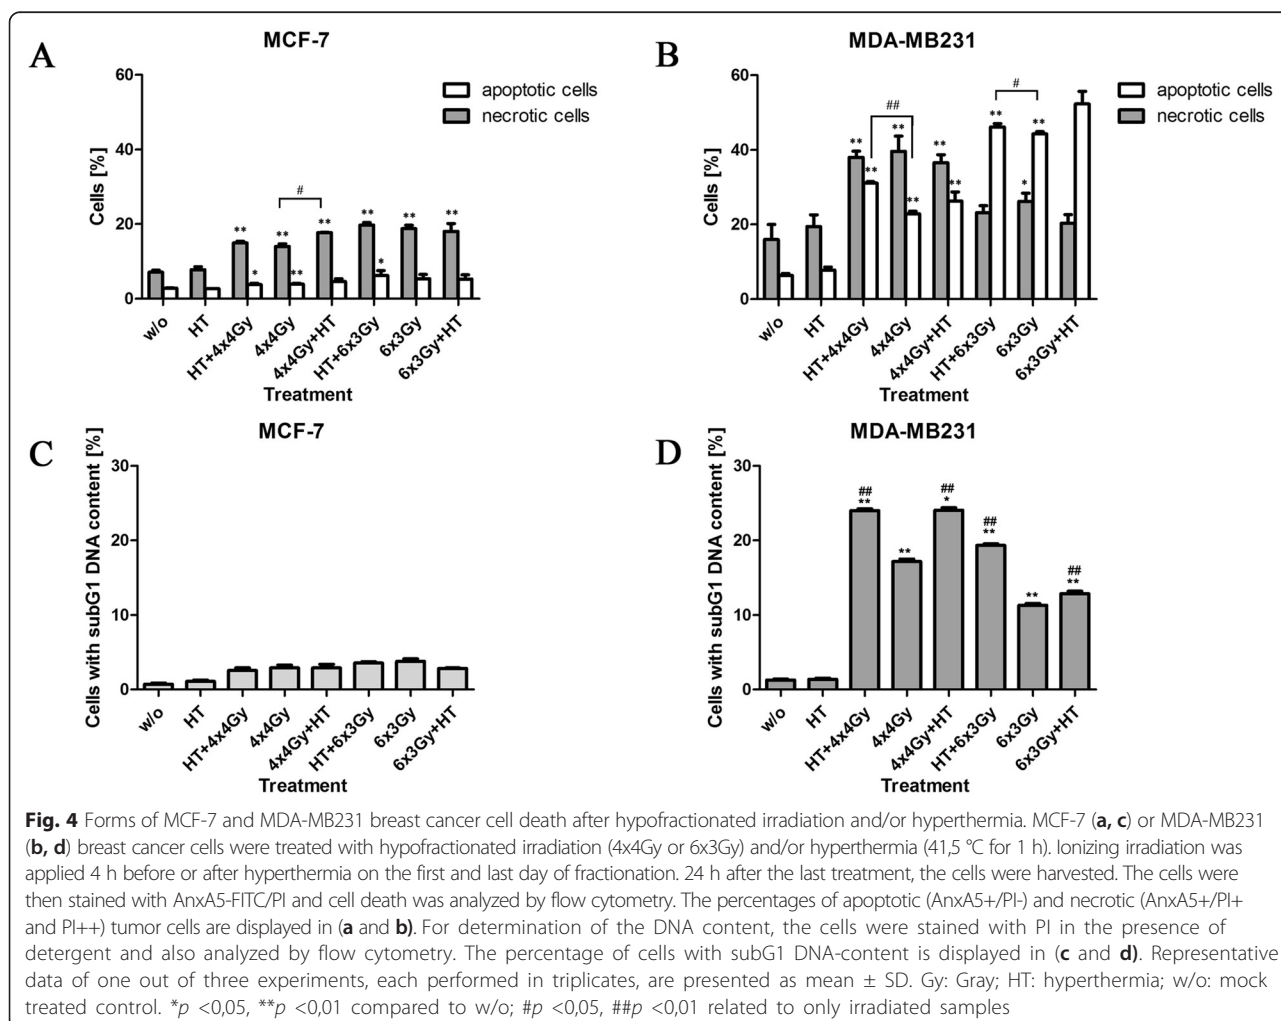 A
MCF-7
apoptotic cells
necrotic cells
Cells [%]
60
40
20
0
#
** ** ** ** ** **
* ** *
w/o HT HT+4x4Gy 4x4Gy 4x4Gy+HT HT+6x3Gy 6x3Gy 6x3Gy+HT
Treatment
B
MDA-MB231
apoptotic cells
necrotic cells
Cells [%]
60
40
20
0
## #
** ** ** ** **
** ** ** *
w/o HT HT+4x4Gy 4x4Gy 4x4Gy+HT HT+6x3Gy 6x3Gy 6x3Gy+HT
Treatment
C
MCF-7
Cells with subG1 DNA content [%]
30
20
10
0
w/o HT HT+4x4Gy 4x4Gy 4x4Gy+HT HT+6x3Gy 6x3Gy 6x3Gy+HT
Treatment
D
MDA-MB231
Cells with subG1 DNA content [%]
30
20
10
0
## ## ## ##
** ** * ** ** **
w/o HT HT+4x4Gy 4x4Gy 4x4Gy+HT HT+6x3Gy 6x3Gy 6x3Gy+HT
Treatment
Fig. 4 Forms of MCF-7 and MDA-MB231 breast cancer cell death after hypofractionated irradiation and/or hyperthermia. MCF-7 (a, c) or MDA-MB231
(b, d) breast cancer cells were treated with hypofractionated irradiation (4x4Gy or 6x3Gy) and/or hyperthermia (41,5 °C for 1 h). Ionizing irradiation was
applied 4 h before or after hyperthermia on the first and last day of fractionation. 24 h after the last treatment, the cells were harvested. The cells were
then stained with AnxA5-FITC/PI and cell death was analyzed by flow cytometry. The percentages of apoptotic (AnxA5+/PI-) and necrotic (AnxA5+/PI+
and PI++) tumor cells are displayed in (a and b). For determination of the DNA content, the cells were stained with PI in the presence of
detergent and also analyzed by flow cytometry. The percentage of cells with subG1 DNA-content is displayed in (c and d). Representative
data of one out of three experiments, each performed in triplicates, are presented as mean ± SD. Gy: Gray; HT: hyperthermia; w/o: mock
treated control. *p <0,05, **p <0,01 compared to w/o; #p <0,05, ##p <0,01 related to only irradiated samples